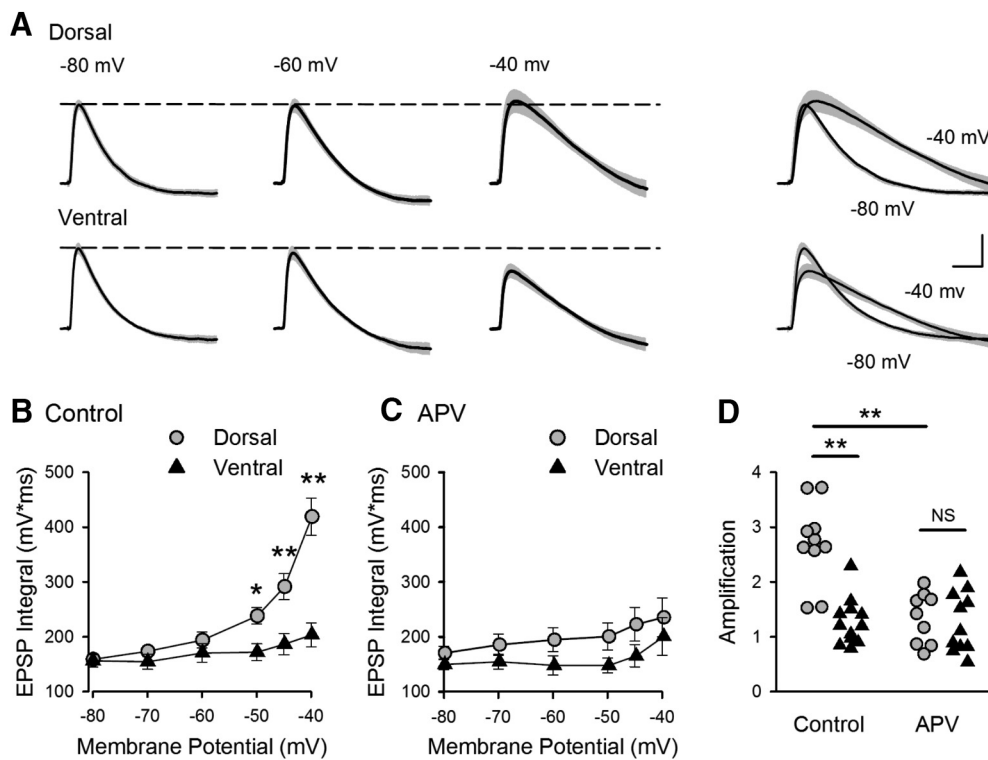 A Dorsal
-80 mV -60 mV -40 mv
-40 mV
-80 mV
Ventral
-40 mv
-80 mV
B Control
Dorsal
Ventral
EPSP Integral (mV*ms)
500
400
300
200
100
* ** **
-80 -70 -60 -50 -40
Membrane Potential (mV)
C APV
Dorsal
Ventral
EPSP Integral (mV*ms)
500
400
300
200
100
-80 -70 -60 -50 -40
Membrane Potential (mV)
D
**
**
NS
Amplification
4
3
2
1
0
Control APV